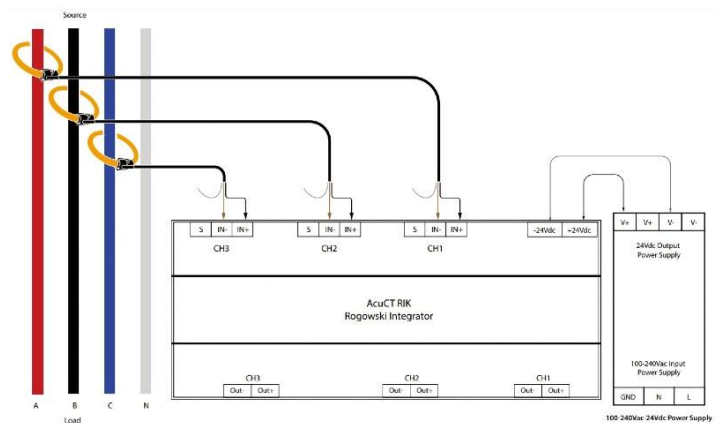 Source
S IN- IN+
CH3
S IN- IN+
CH2
S IN- IN+
CH1
-24Vdc +24Vdc
V+ V+ V- V-
24Vdc Output
Power Supply
AcuCT RIK
Rogowski Integrator
100-240Vac Input
Power Supply
CH3
Out- Out+
CH2
Out- Out+
CH1
Out- Out+
GND N L
A B C N
Load
100-240Vac-24Vdc Power Supply